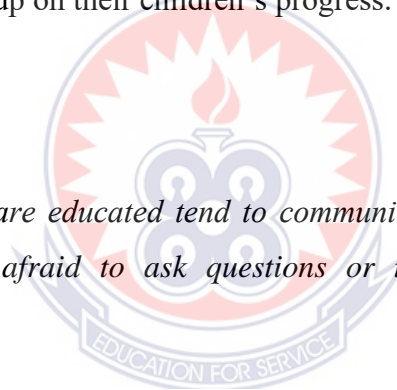 up on their children's progress.
are educated tend to communi
afraid to ask questions or
EDUCATION FOR SERVICE